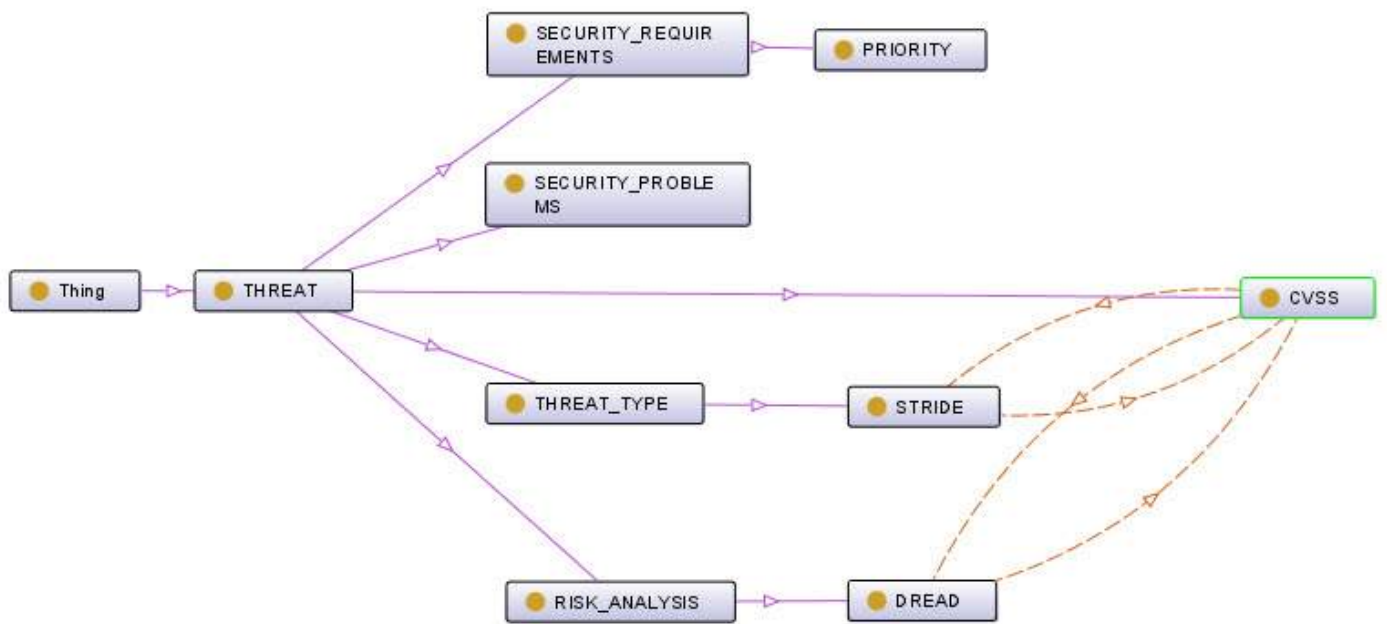 SECURITY_REQUIR
EMENTS
PRIORITY
SECURITY_PROBLE
MS
Thing
THREAT
CVSS
THREAT_TYPE
STRIDE
RISK_ANALYSIS
DREAD